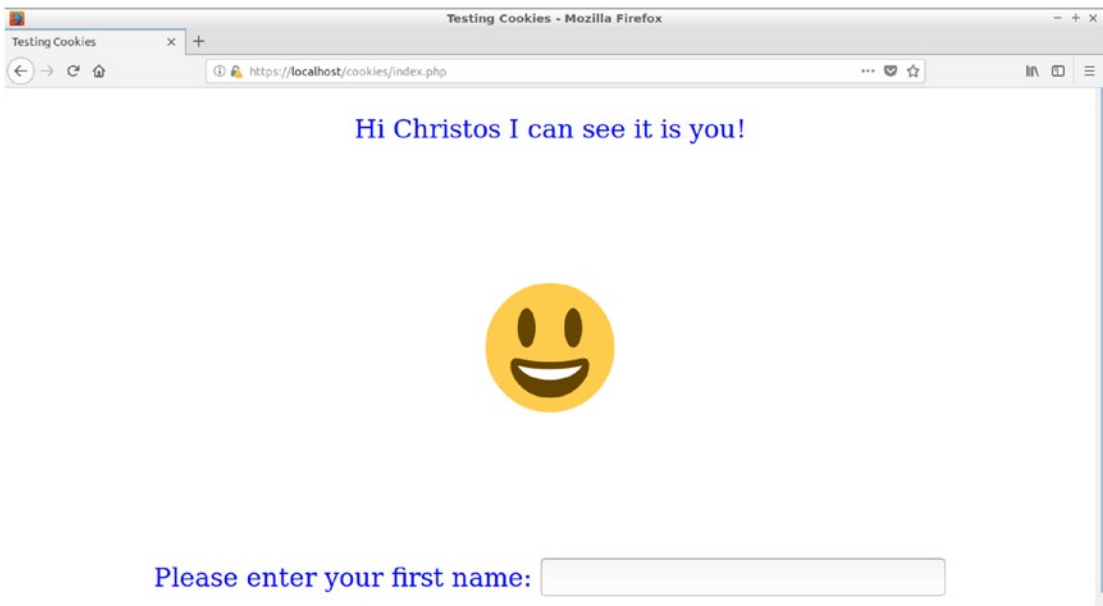 Testing Cookies - Mozilla Firefox
Testing Cookies
https://localhost/cookies/index.php
Hi Christos I can see it is you!
Please enter your first name: